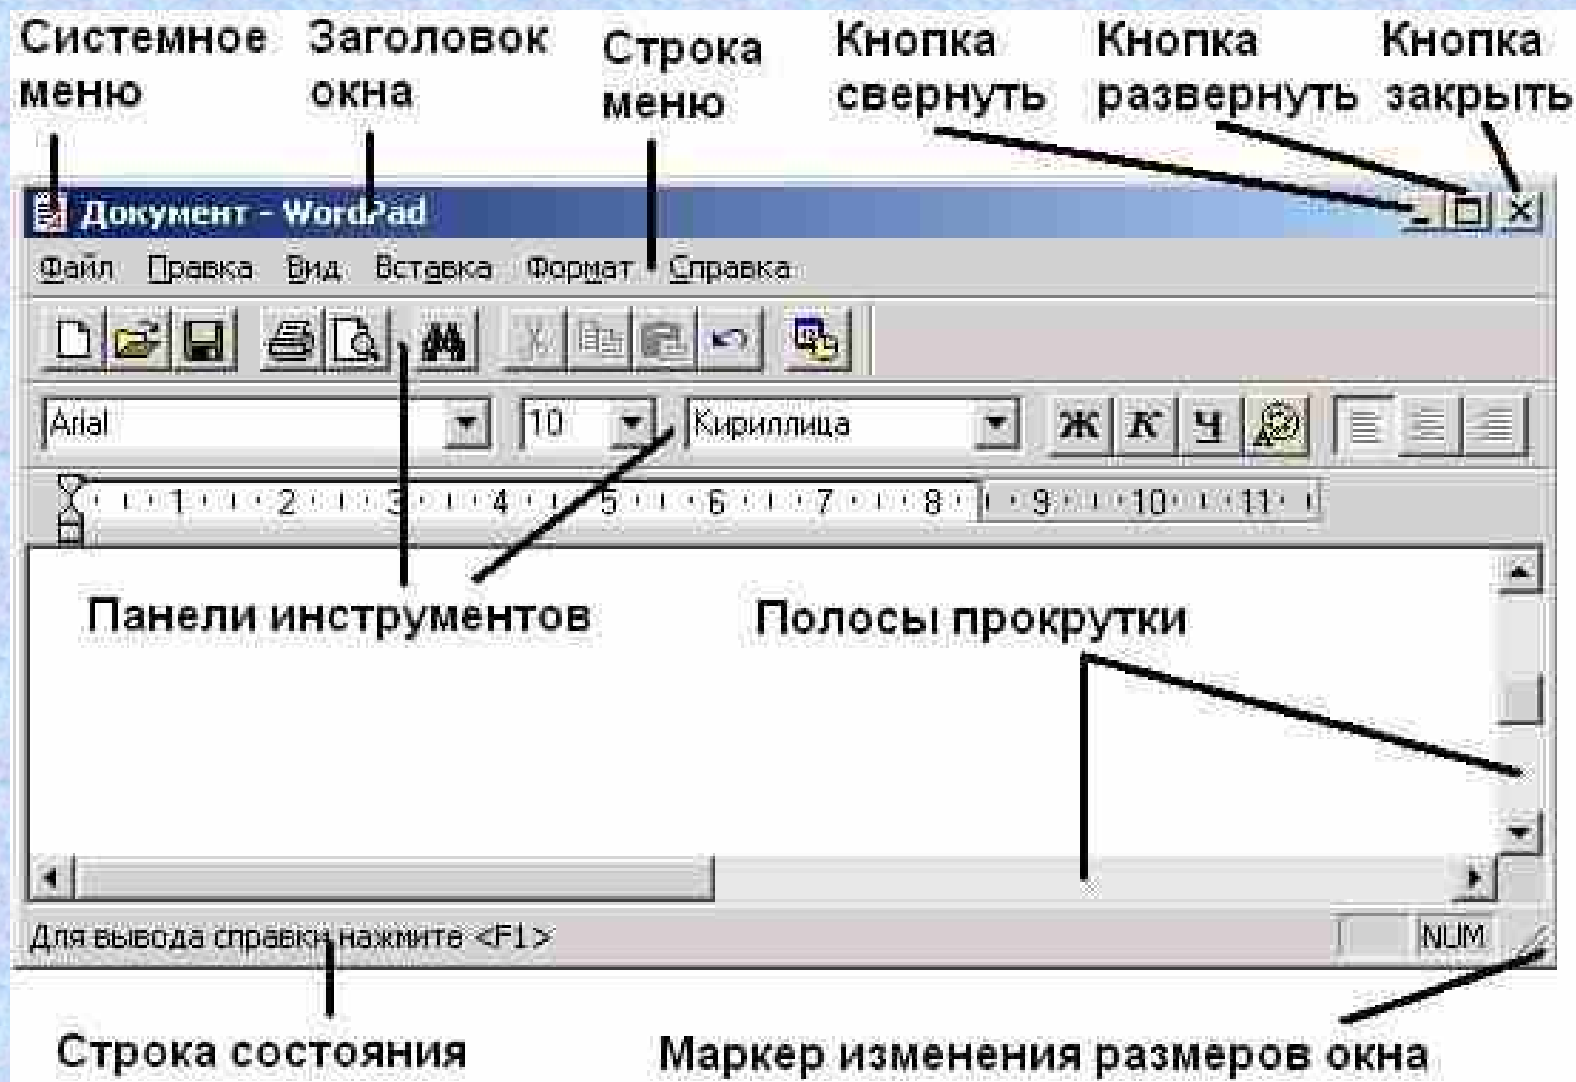 Системное меню
Заголовок окна
Строка меню
Кнопка свернуть
Кнопка развернуть
Кнопка закрыть
Документ - WordPad
Файл Правка Вид Вставка Формат Справка
Arial 10 Кириллица Ж К Ч
1 2 3 4 5 6 7 8 9 10 11
Панели инструментов
Полосы прокрутки
Для вывода справки нажмите <F1> NUM
Строка состояния
Маркер изменения размеров окна